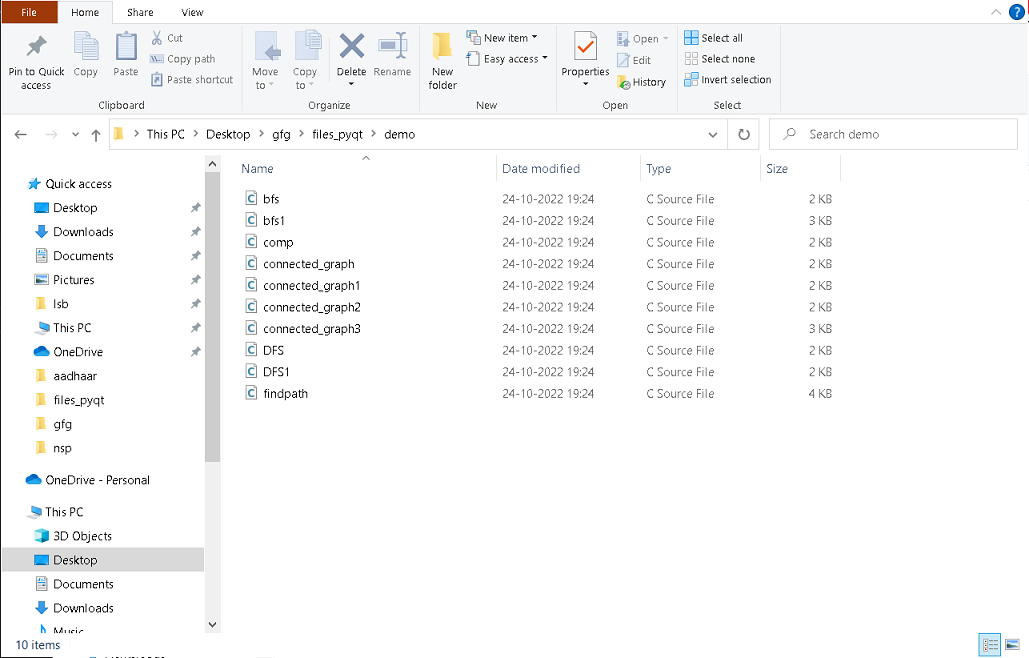 File Home Share View
Pin to Quick access
Copy
Paste
Cut
Copy path
Paste shortcut
Clipboard
Move to
Copy to
Delete
Rename
Organize
New folder
New item
Easy access
New
Properties
Open
Edit
History
Open
Select all
Select none
Invert selection
Select
This PC > Desktop > gfg > files_pyqt > demo
Search demo
Quick access
Desktop
Downloads
Documents
Pictures
lsb
This PC
OneDrive
aadhaar
files_pyqt
gfg
nsp
OneDrive - Personal
This PC
3D Objects
Desktop
Documents
Downloads
Music
Name Date modified Type Size
bfs 24-10-2022 19:24 C Source File 2 KB
bfs1 24-10-2022 19:24 C Source File 3 KB
comp 24-10-2022 19:24 C Source File 2 KB
connected_graph 24-10-2022 19:24 C Source File 2 KB
connected_graph1 24-10-2022 19:24 C Source File 2 KB
connected_graph2 24-10-2022 19:24 C Source File 2 KB
connected_graph3 24-10-2022 19:24 C Source File 3 KB
DFS 24-10-2022 19:24 C Source File 2 KB
DFS1 24-10-2022 19:24 C Source File 2 KB
findpath 24-10-2022 19:24 C Source File 4 KB
10 items